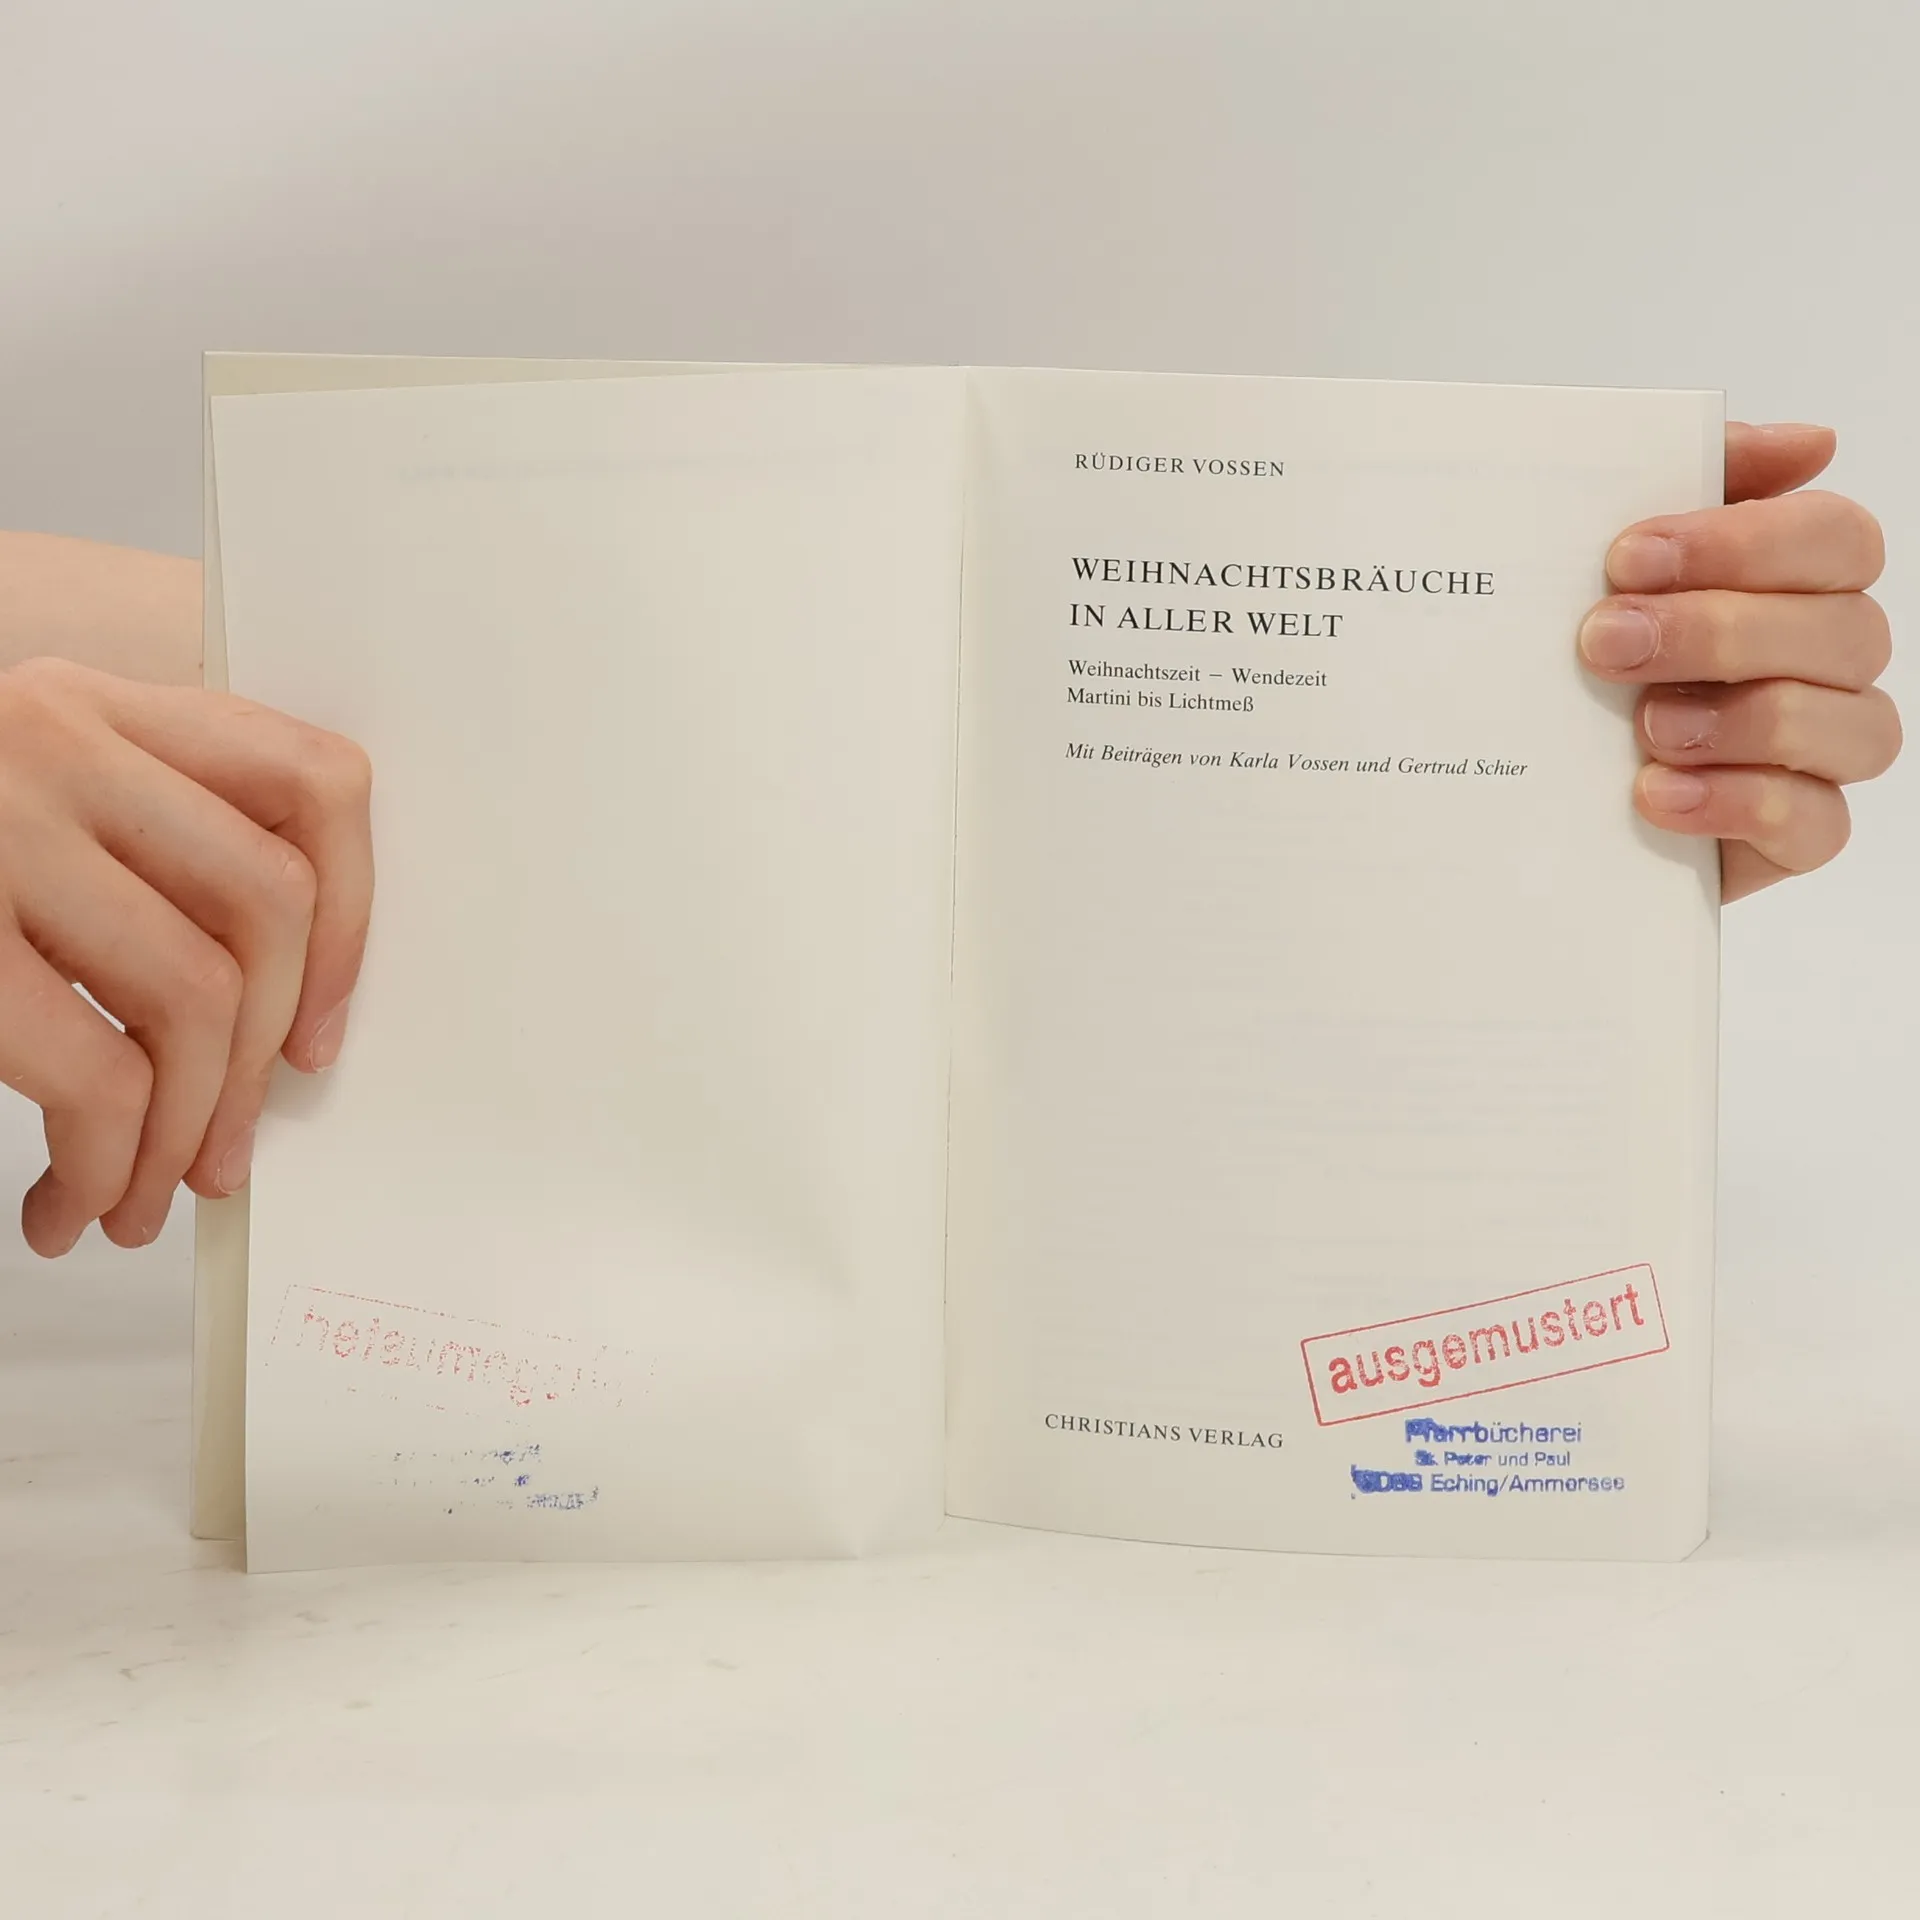 RÜDIGER VOSSEN
WEIHNACHTSBRÄUCHE
IN ALLER WELT
Weihnachtszeit – Wendezeit
Martini bis Lichtmeß
Mit Beiträgen von Karla Vossen und Gertrud Schier
ausgemustert
CHRISTIANS VERLAG
Pfarrbücherei
St. Peter und Paul
Eching/Ammersee